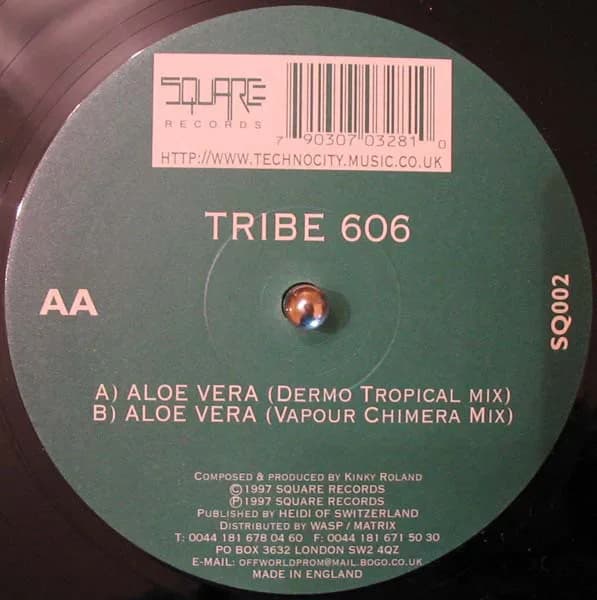 SQUARE
RECORDS
7 90307 03281 0
HTTP://WWW.TECHNOCITY.MUSIC.CO.UK
TRIBE 606
AA
SQ002
A) ALOE VERA (DERMO TROPICAL MIX)
B) ALOE VERA (VAPOUR CHIMERA MIX)
COMPOSED & PRODUCED BY KINKY ROLAND
© 1997 SQUARE RECORDS
℗ 1997 SQUARE RECORDS
PUBLISHED BY HEIDI OF SWITZERLAND
DISTRIBUTED BY WASP / MATRIX
T: 0044 181 678 04 60 F: 0044 181 671 50 30
PO BOX 3632 LONDON SW2 4QZ
E-MAIL: OFFWORLDPROM@MAIL.BOGO.CO.UK
MADE IN ENGLAND